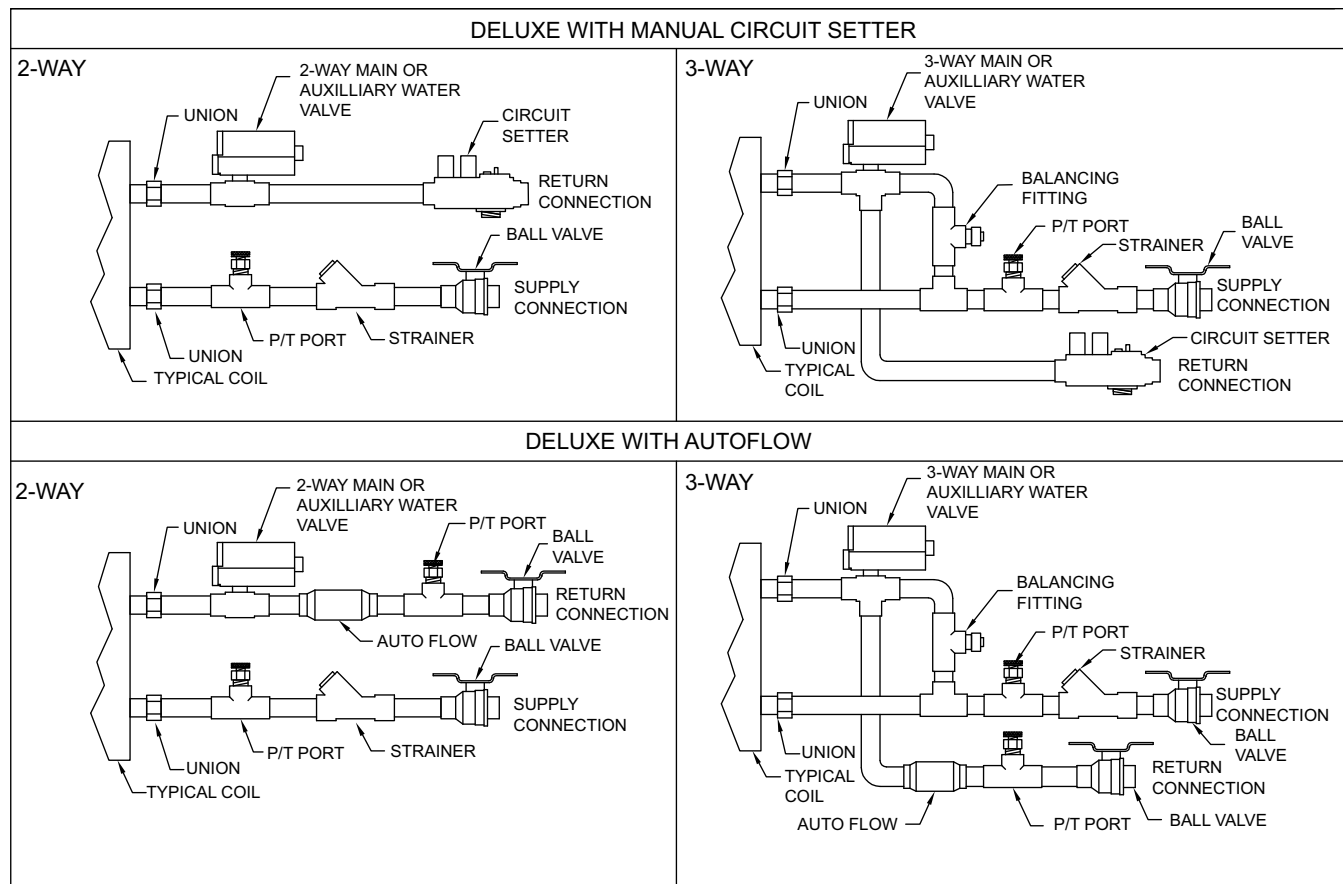 DELUXE WITH MANUAL CIRCUIT SETTER
2-WAY
2-WAY MAIN OR
AUXILLIARY WATER
VALVE
UNION
CIRCUIT
SETTER
RETURN
CONNECTION
BALL VALVE
SUPPLY
CONNECTION
P/T PORT
STRAINER
UNION
TYPICAL COIL
3-WAY
3-WAY MAIN OR
AUXILLIARY WATER
VALVE
UNION
BALANCING
FITTING
P/T PORT
STRAINER
BALL
VALVE
SUPPLY
CONNECTION
UNION
TYPICAL
COIL
CIRCUIT SETTER
RETURN
CONNECTION
DELUXE WITH AUTOFLOW
2-WAY
2-WAY MAIN OR
AUXILLIARY WATER
VALVE
UNION
P/T PORT
BALL
VALVE
RETURN
CONNECTION
AUTO FLOW
BALL VALVE
SUPPLY
CONNECTION
P/T PORT
STRAINER
UNION
TYPICAL COIL
3-WAY
3-WAY MAIN OR
AUXILLIARY WATER
VALVE
UNION
BALANCING
FITTING
P/T PORT
STRAINER
SUPPLY
CONNECTION
BALL
VALVE
UNION
TYPICAL
COIL
RETURN
CONNECTION
AUTO FLOW
P/T PORT
BALL VALVE